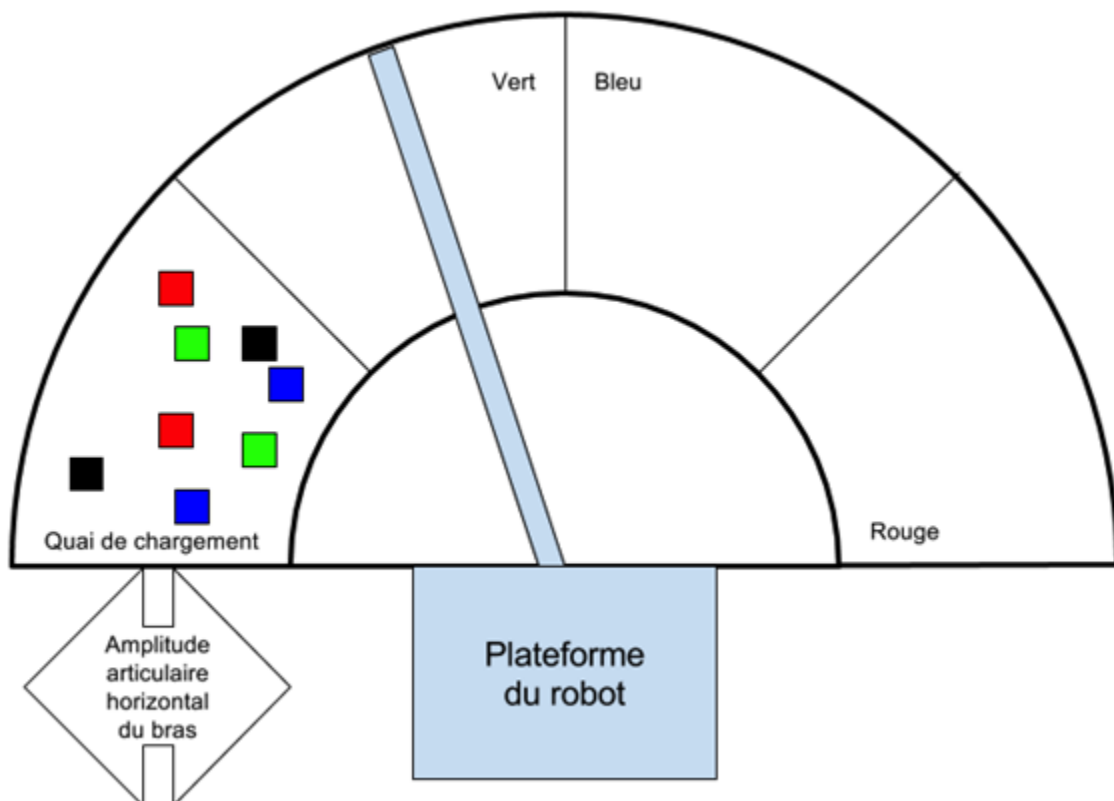 Vert
Bleu
Quai de chargement
Rouge
Amplitude
articulaire
horizontal
du bras
Plateforme
du robot